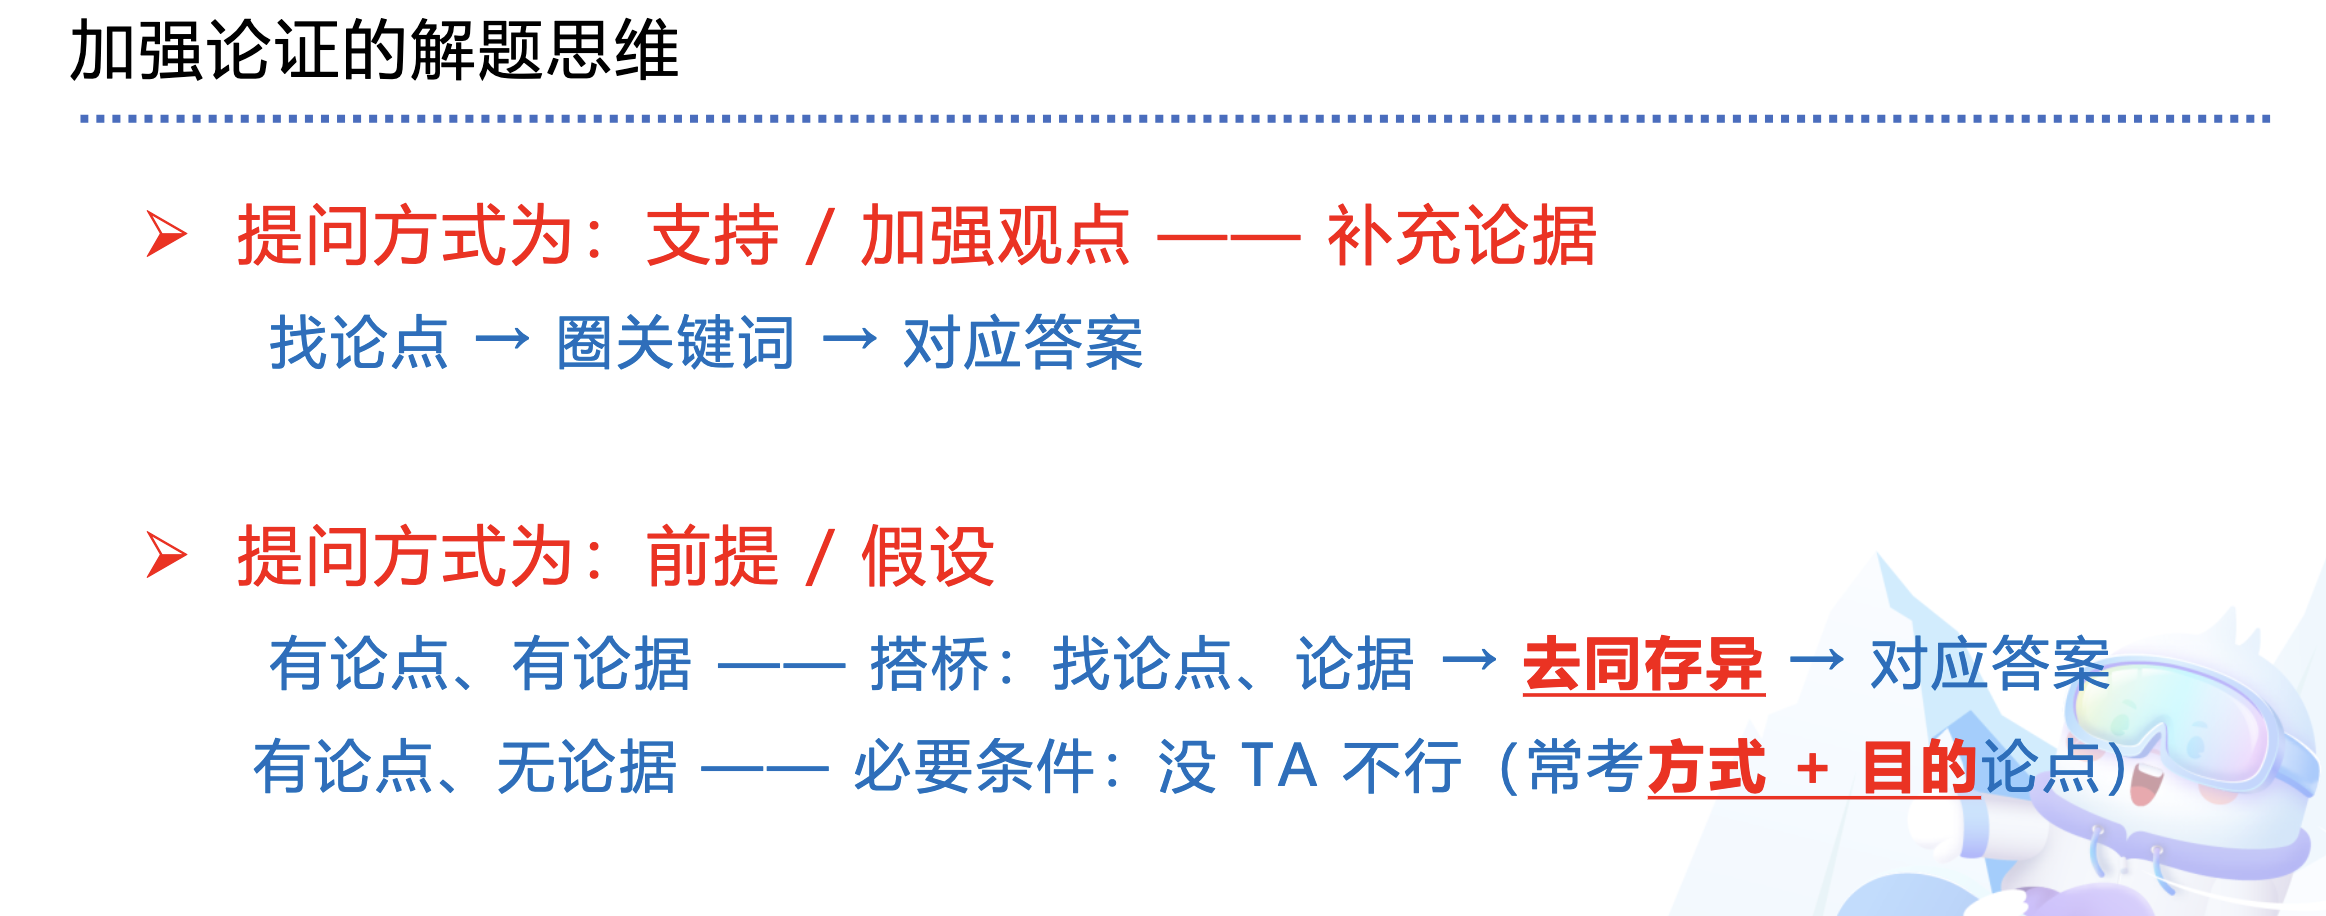 加强论证的解题思维
➢ 提问方式为：支持 / 加强观点 —— 补充论据
找论点 → 圈关键词 → 对应答案
➢ 提问方式为：前提 / 假设
有论点、有论据 —— 搭桥：找论点、论据 → 去同存异 → 对应答案
有论点、无论据 —— 必要条件：没 TA 不行（常考方式 + 目的论点）